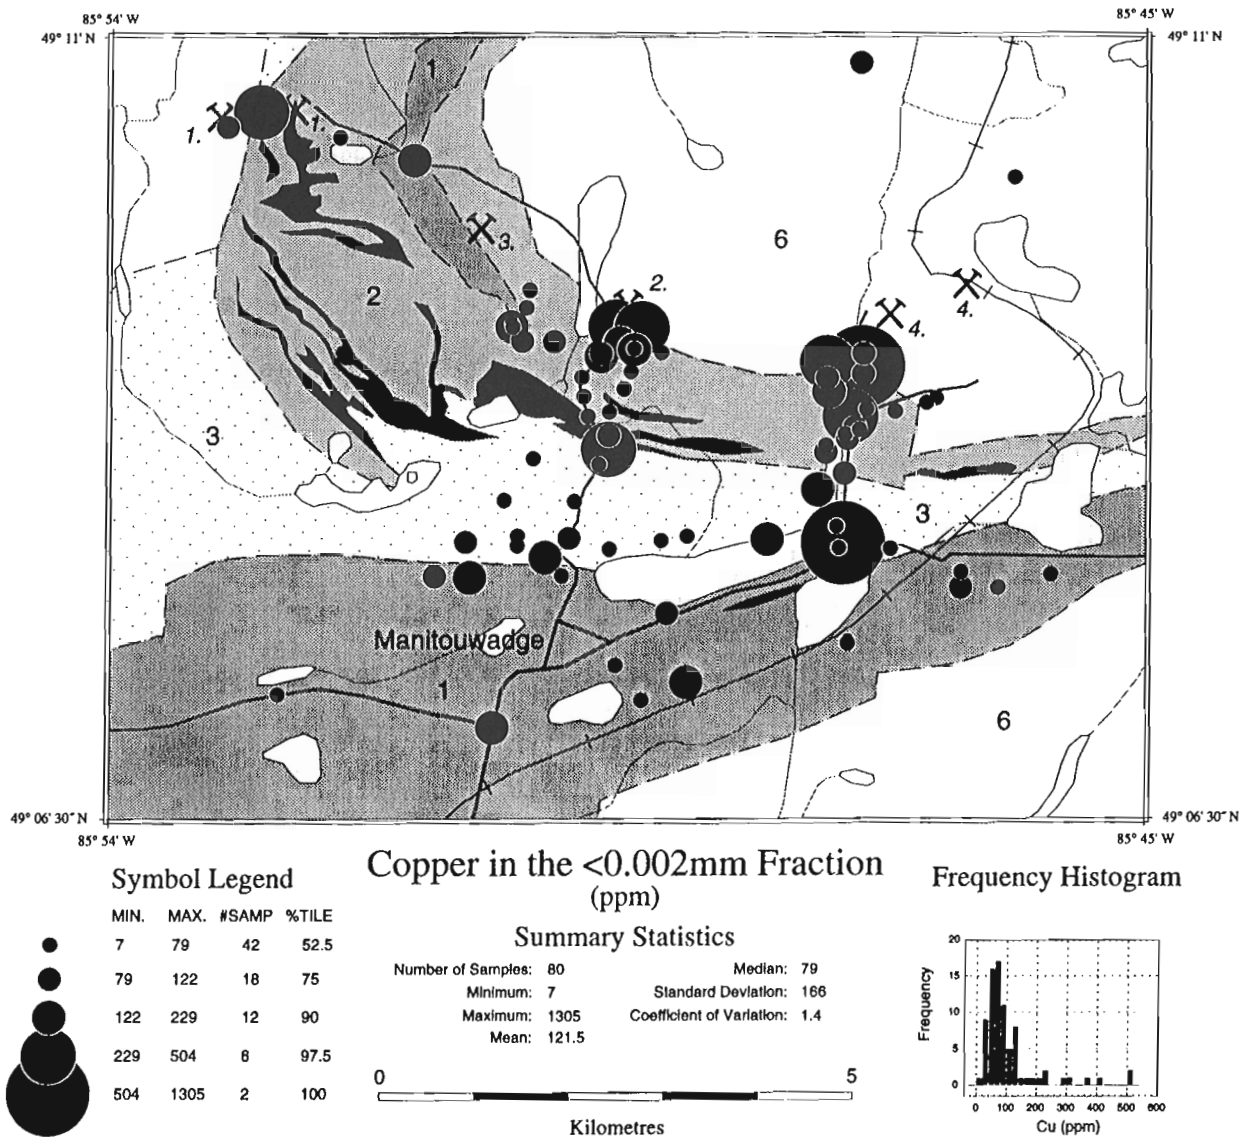 85° 54' W
85° 45' W
49° 11' N
49° 11' N
1
1.
1.
3.
6
2.
2
4.
4.
3
3
Manitouwadge
1
6
49° 06' 30" N
49° 06' 30" N
85° 54' W
85° 45' W
Copper in the <0.002mm Fraction
(ppm)
Symbol Legend
MIN. MAX. #SAMP %TILE
7 79 42 52.5
79 122 18 75
122 229 12 90
229 504 6 97.5
504 1305 2 100
Summary Statistics
Number of Samples: 80 Median: 79
Minimum: 7 Standard Deviation: 166
Maximum: 1305 Coefficient of Variation: 1.4
Mean: 121.5
0 5
Kilometres
Frequency Histogram
Frequency
20
15
10
5
0
0 100 200 300 400 500 600
Cu (ppm)